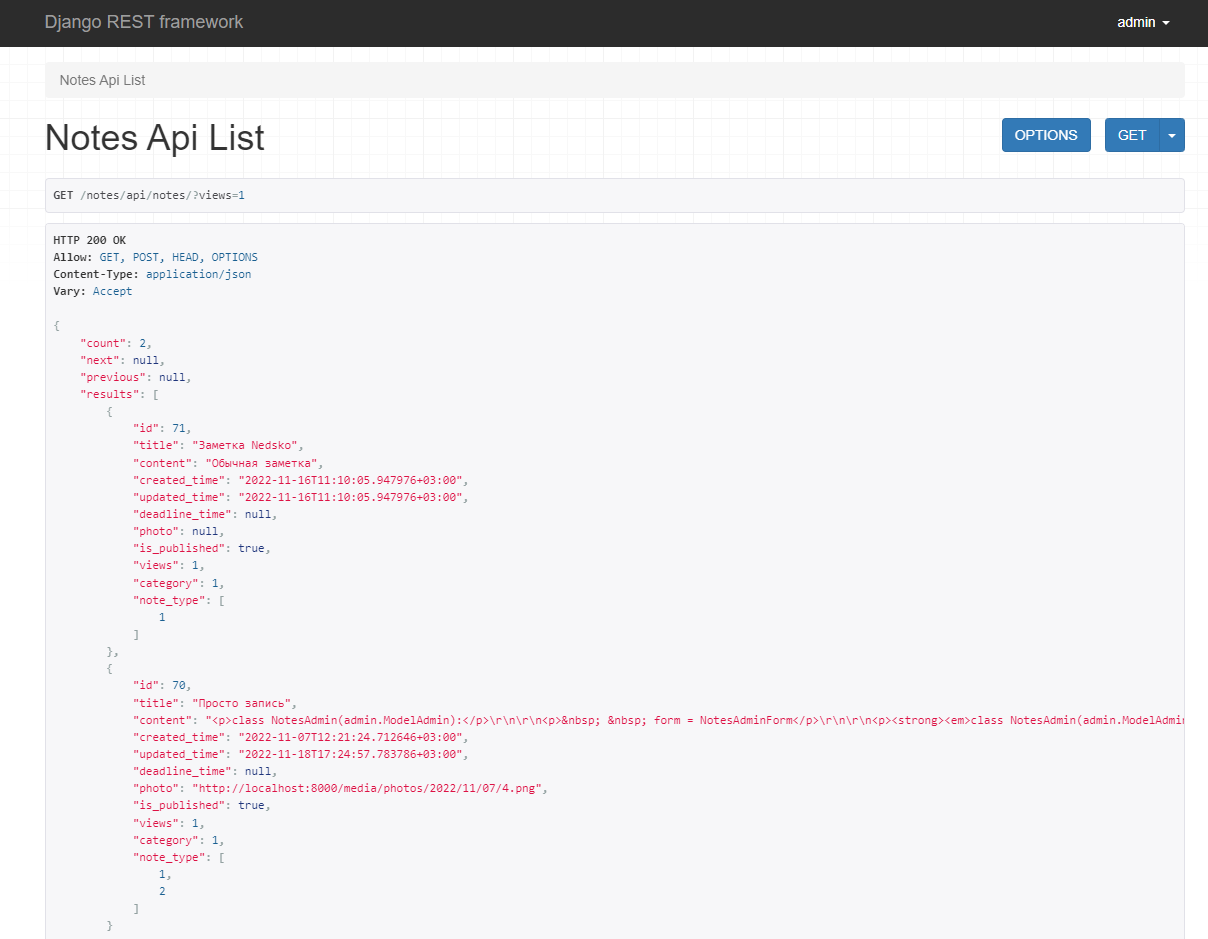 Django REST framework
admin
Notes Api List
Notes Api List
OPTIONS
GET
GET /notes/api/notes/?views=1
HTTP 200 OK
Allow: GET, POST, HEAD, OPTIONS
Content-Type: application/json
Vary: Accept
{
"count": 2,
"next": null,
"previous": null,
"results": [
{
"id": 71,
"title": "Заметка Nedsko",
"content": "Обычная заметка",
"created_time": "2022-11-16T11:10:05.947976+03:00",
"updated_time": "2022-11-16T11:10:05.947976+03:00",
"deadline_time": null,
"photo": null,
"is_published": true,
"views": 1,
"category": 1,
"note_type": [
1
]
},
{
"id": 70,
"title": "Просто запись",
"content": "<p>class NotesAdmin(admin.ModelAdmin):</p>\r\n\r\n<p>&nbsp; &nbsp; form = NotesAdminForm</p>\r\n\r\n<p><strong><em>class NotesAdmin(admin.ModelAdmin
"created_time": "2022-11-07T12:21:24.712646+03:00",
"updated_time": "2022-11-18T17:24:57.783786+03:00",
"deadline_time": null,
"photo": "http://localhost:8000/media/photos/2022/11/07/4.png",
"is_published": true,
"views": 1,
"category": 1,
"note_type": [
1,
2
]
}